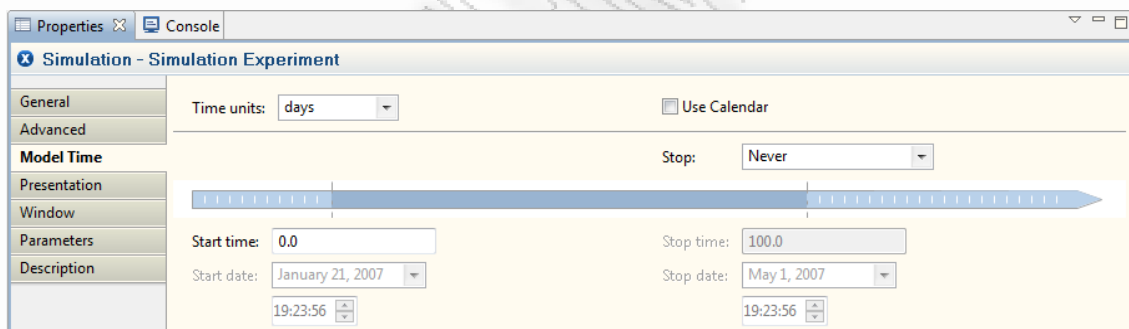 Properties Console
Simulation - Simulation Experiment
General
Advanced
Model Time
Presentation
Window
Parameters
Description
Time units: days Use Calendar
Stop: Never
Start time: 0.0 Stop time: 100.0
Start date: January 21, 2007 Stop date: May 1, 2007
19:23:56 19:23:56